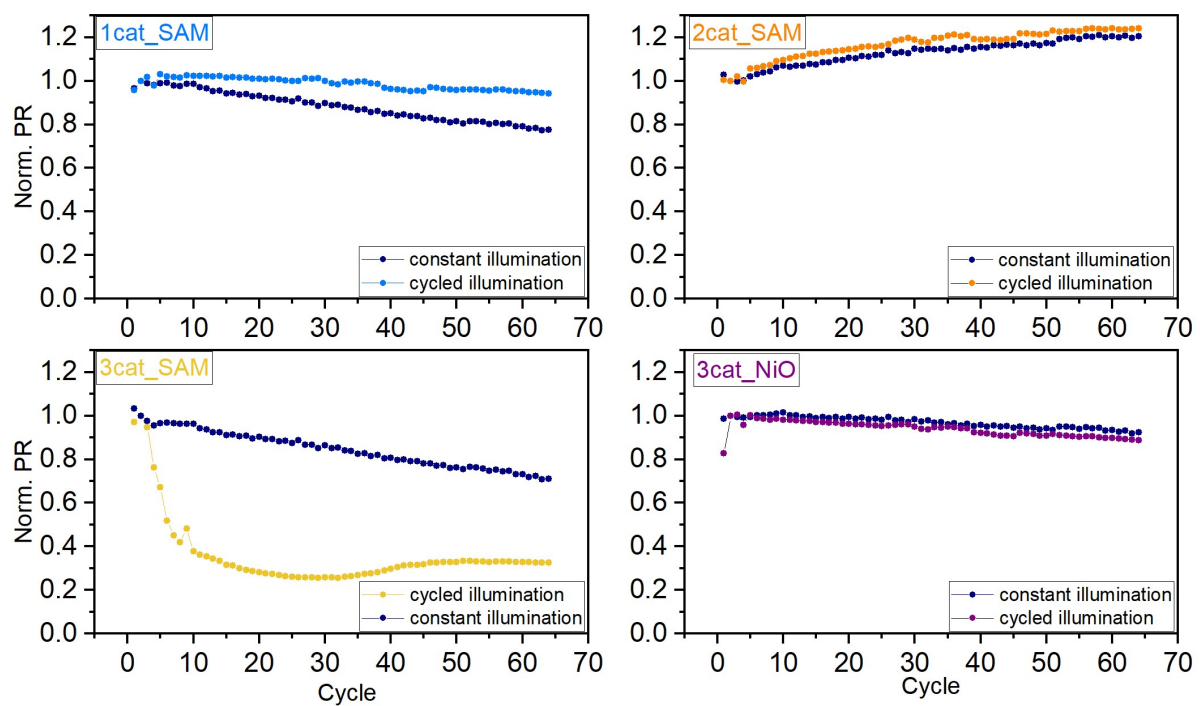 1cat_SAM
1.2
1.0
0.8
0.6
0.4
0.2
0.0
Norm. PR
constant illumination
cycled illumination
0 10 20 30 40 50 60 70
2cat_SAM
1.2
1.0
0.8
0.6
0.4
0.2
0.0
constant illumination
cycled illumination
0 10 20 30 40 50 60 70
3cat_SAM
1.2
1.0
0.8
0.6
0.4
0.2
0.0
Norm. PR
cycled illumination
constant illumination
0 10 20 30 40 50 60 70
Cycle
3cat_NiO
1.2
1.0
0.8
0.6
0.4
0.2
0.0
constant illumination
cycled illumination
0 10 20 30 40 50 60 70
Cycle